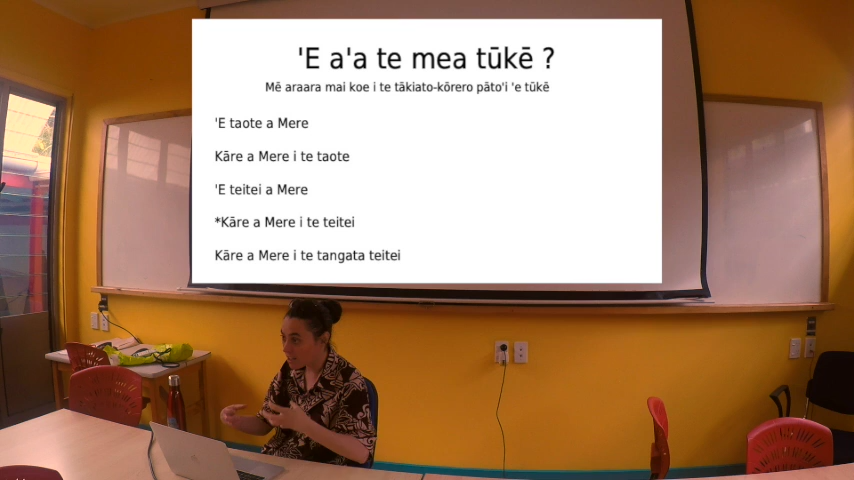 'E a'a te mea tūkē ?
Mē araara mai koe i te tākiato-kōrero pāto'i 'e tūkē
'E taote a Mere
Kāre a Mere i te taote
'E teitei a Mere
*Kāre a Mere i te teitei
Kāre a Mere i te tangata teitei